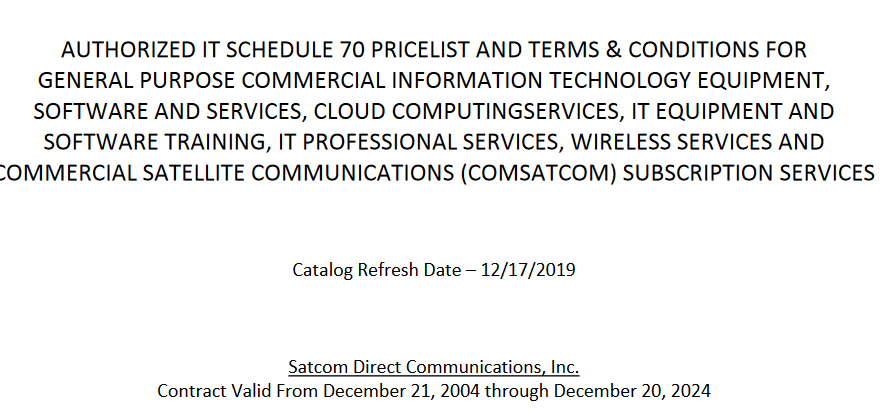 AUTHORIZED IT SCHEDULE 70 PRICELIST AND TERMS & CONDITIONS FOR
GENERAL PURPOSE COMMERCIAL INFORMATION TECHNOLOGY EQUIPMENT,
SOFTWARE AND SERVICES, CLOUD COMPUTINGSERVICES, IT EQUIPMENT AND
SOFTWARE TRAINING, IT PROFESSIONAL SERVICES, WIRELESS SERVICES AND
COMMERCIAL SATELLITE COMMUNICATIONS (COMSATCOM) SUBSCRIPTION SERVICES
Catalog Refresh Date – 12/17/2019
Satcom Direct Communications, Inc.
Contract Valid From December 21, 2004 through December 20, 2024